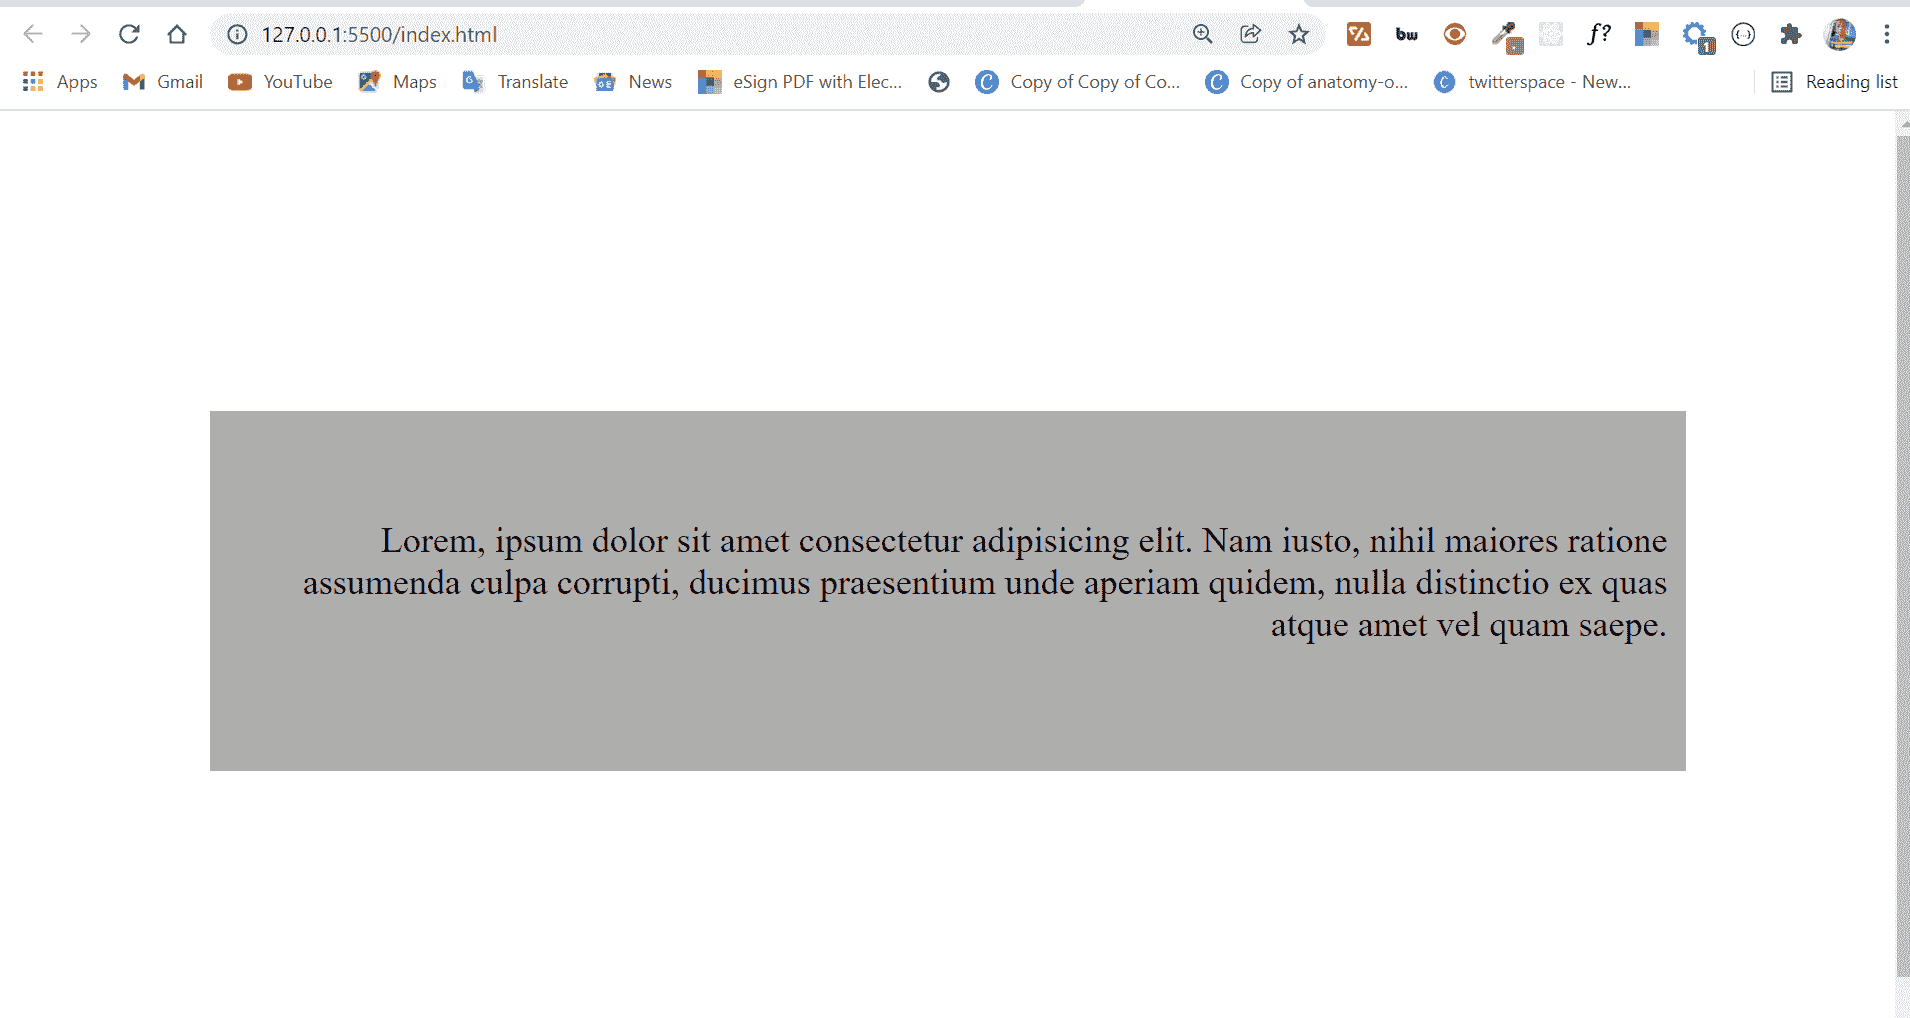 127.0.0.1:5500/index.html
bw
f?
1
Apps
Gmail
YouTube
Maps
Translate
News
eSign PDF with Elec...
Copy of Copy of Co...
Copy of anatomy-o...
twitterspace - New...
Reading list
Lorem, ipsum dolor sit amet consectetur adipisicing elit. Nam iusto, nihil maiores ratione
assumenda culpa corrupti, ducimus praesentium unde aperiam quidem, nulla distinctio ex quas
atque amet vel quam saepe.